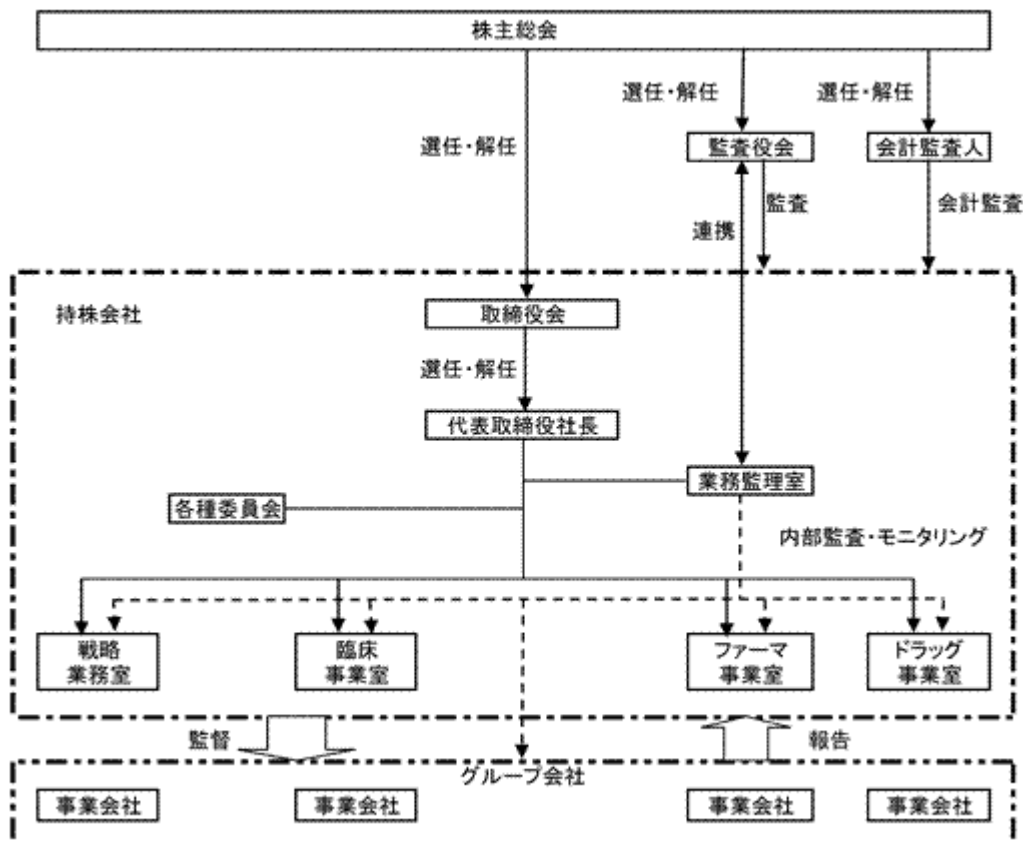 株主総会
選任・解任
選任・解任
選任・解任
監査役会
会計監査人
監査
会計監査
連携
持株会社
取締役会
選任・解任
代表取締役社長
業務監理室
各種委員会
内部監査・モニタリング
戦略
業務室
臨床
事業室
ファーマ
事業室
ドラッグ
事業室
監督
報告
グループ会社
事業会社
事業会社
事業会社
事業会社